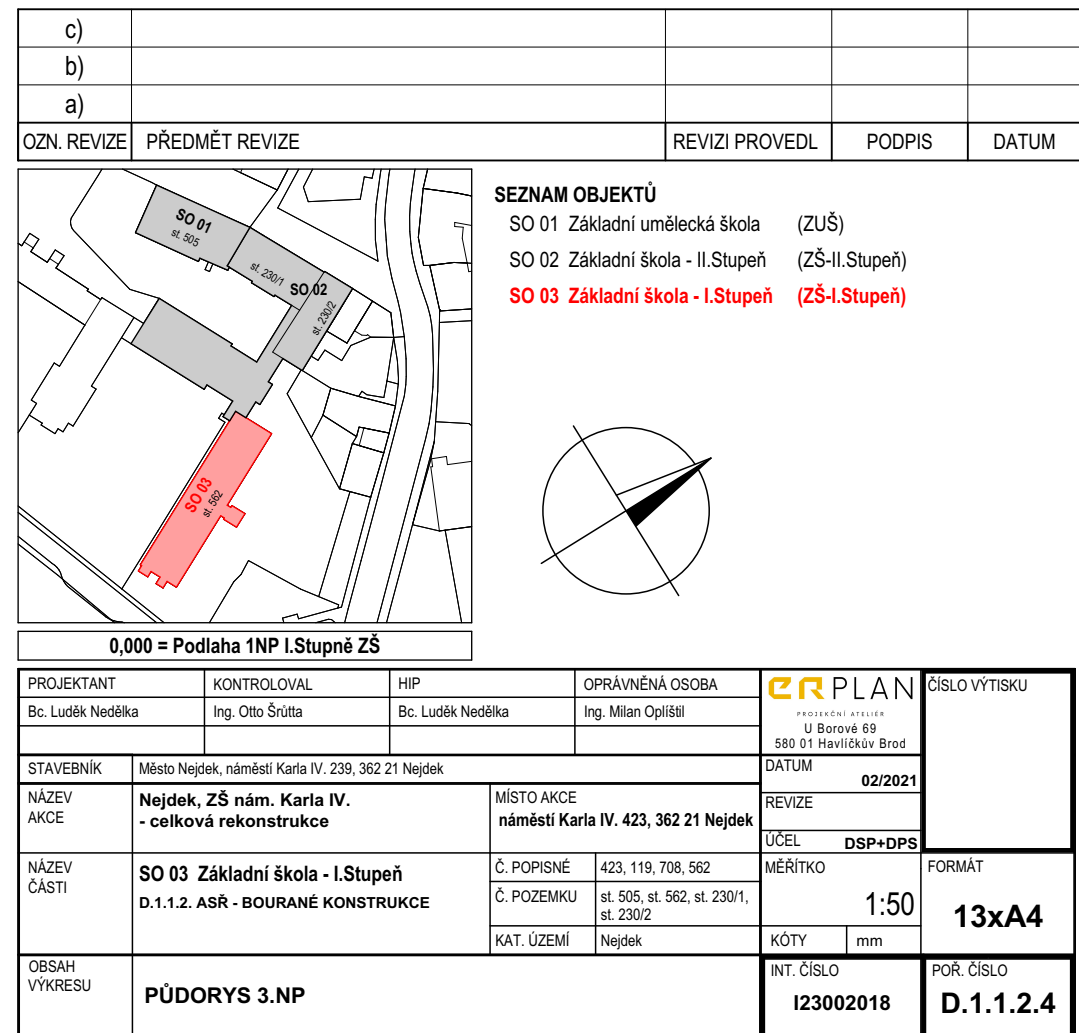 c)
b)
a)
OZN. REVIZE PŘEDMĚT REVIZE REVIZI PROVEDL PODPIS DATUM
SEZNAM OBJEKTŮ
SO 01 Základní umělecká škola (ZUŠ)
SO 02 Základní škola - II.Stupeň (ZŠ-II.Stupeň)
SO 03 Základní škola - I.Stupeň (ZŠ-I.Stupeň)
SO 01
st. 505
st. 230/1
SO 02
st. 230/2
SO 03
st. 562
0,000 = Podlaha 1NP I.Stupně ZŠ
PROJEKTANT KONTROLOVAL HIP OPRÁVNĚNÁ OSOBA
Bc. Luděk Nedělka Ing. Otto Šrůtta Bc. Luděk Nedělka Ing. Milan Oplíštil
erPLAN
PROJEKČNÍ ATELIÉR
U Borové 69
580 01 Havlíčkův Brod
ČÍSLO VÝTISKU
STAVEBNÍK Město Nejdek, náměstí Karla IV. 239, 362 21 Nejdek
DATUM
02/2021
NÁZEV
AKCE
Nejdek, ZŠ nám. Karla IV.
- celková rekonstrukce
MÍSTO AKCE
náměstí Karla IV. 423, 362 21 Nejdek
REVIZE
ÚČEL DSP+DPS
NÁZEV
ČÁSTI
SO 03 Základní škola - I.Stupeň
D.1.1.2. ASŘ - BOURANÉ KONSTRUKCE
Č. POPISNÉ 423, 119, 708, 562
Č. POZEMKU st. 505, st. 562, st. 230/1,
st. 230/2
KAT. ÚZEMÍ Nejdek
MĚŘÍTKO
1:50
KÓTY mm
FORMÁT
13xA4
OBSAH
VÝKRESU
PŮDORYS 3.NP
INT. ČÍSLO
I23002018
POŘ. ČÍSLO
D.1.1.2.4